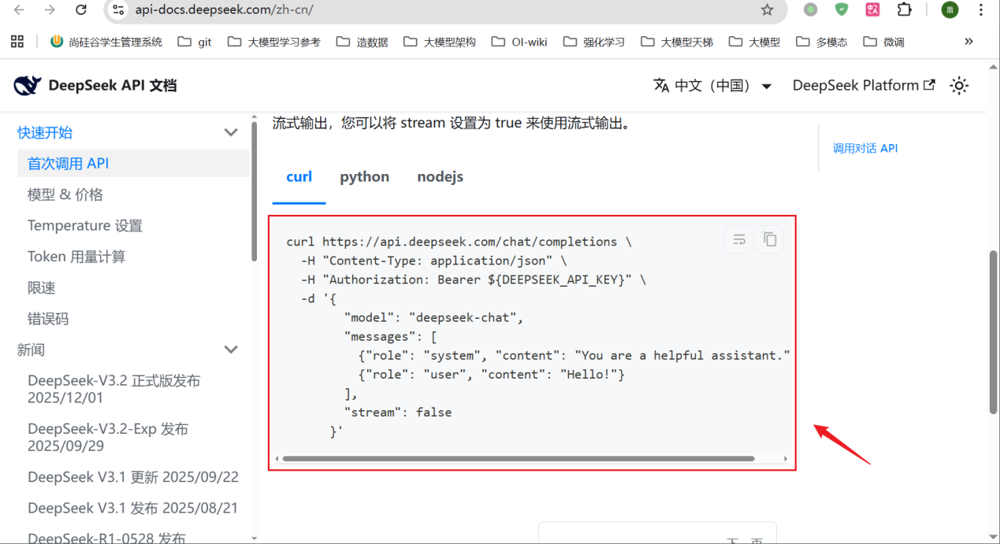 api-docs.deepseek.com/zh-cn/
盾
尚硅谷学生管理系统 git 大模型学习参考 造数据 大模型架构 OI-wiki 强化学习 大模型天梯 大模型 多模态 微调 »
DeepSeek API 文档
中文（中国） DeepSeek Platform
快速开始
首次调用 API
模型 & 价格
Temperature 设置
Token 用量计算
限速
错误码
新闻
DeepSeek-V3.2 正式版发布
2025/12/01
DeepSeek-V3.2-Exp 发布
2025/09/29
DeepSeek V3.1 更新 2025/09/22
DeepSeek V3.1 发布 2025/08/21
DeepSeek-R1-0528 发布
流式输出，您可以将 stream 设置为 true 来使用流式输出。
curl python nodejs
curl https://api.deepseek.com/chat/completions \
-H "Content-Type: application/json" \
-H "Authorization: Bearer ${DEEPSEEK_API_KEY}" \
-d '{
"model": "deepseek-chat",
"messages": [
{"role": "system", "content": "You are a helpful assistant."
{"role": "user", "content": "Hello!"}
],
"stream": false
}'
下一页
调用对话 API